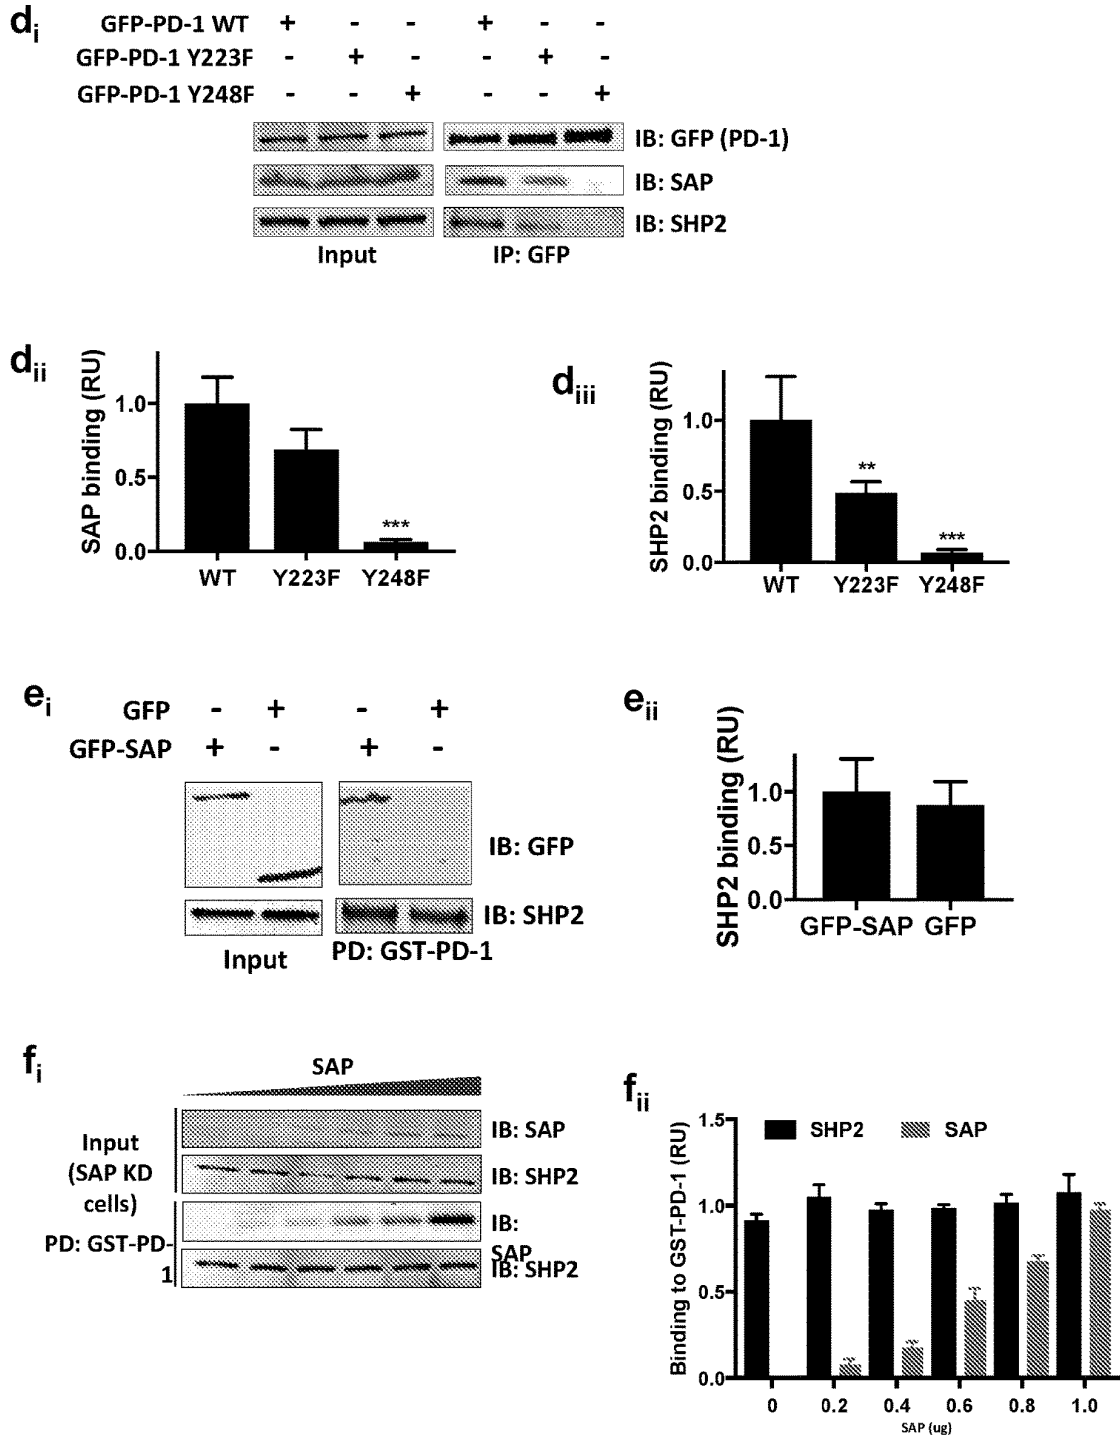 di
GFP-PD-1 WT + - - + - -
GFP-PD-1 Y223F - + - - + -
GFP-PD-1 Y248F - - + - - +
IB: GFP (PD-1)
IB: SAP
IB: SHP2
Input
IP: GFP
dii
SAP binding (RU)
1.0
0.5
0.0
***
WT
Y223F
Y248F
diii
SHP2 binding (RU)
1.0
0.5
0.0
**
***
WT
Y223F
Y248F
ei
GFP - + - +
GFP-SAP + - + -
IB: GFP
IB: SHP2
Input
PD: GST-PD-1
eii
SHP2 binding (RU)
1.0
0.5
0.0
GFP-SAP
GFP
fi
SAP
Input
(SAP KD
cells)
IB: SAP
IB: SHP2
PD: GST-PD-
1
IB:
SAP
IB: SHP2
fii
Binding to GST-PD-1 (RU)
1.5
1.0
0.5
0.0
SHP2
SAP
0
0.2
0.4
0.6
0.8
1.0
SAP (ug)